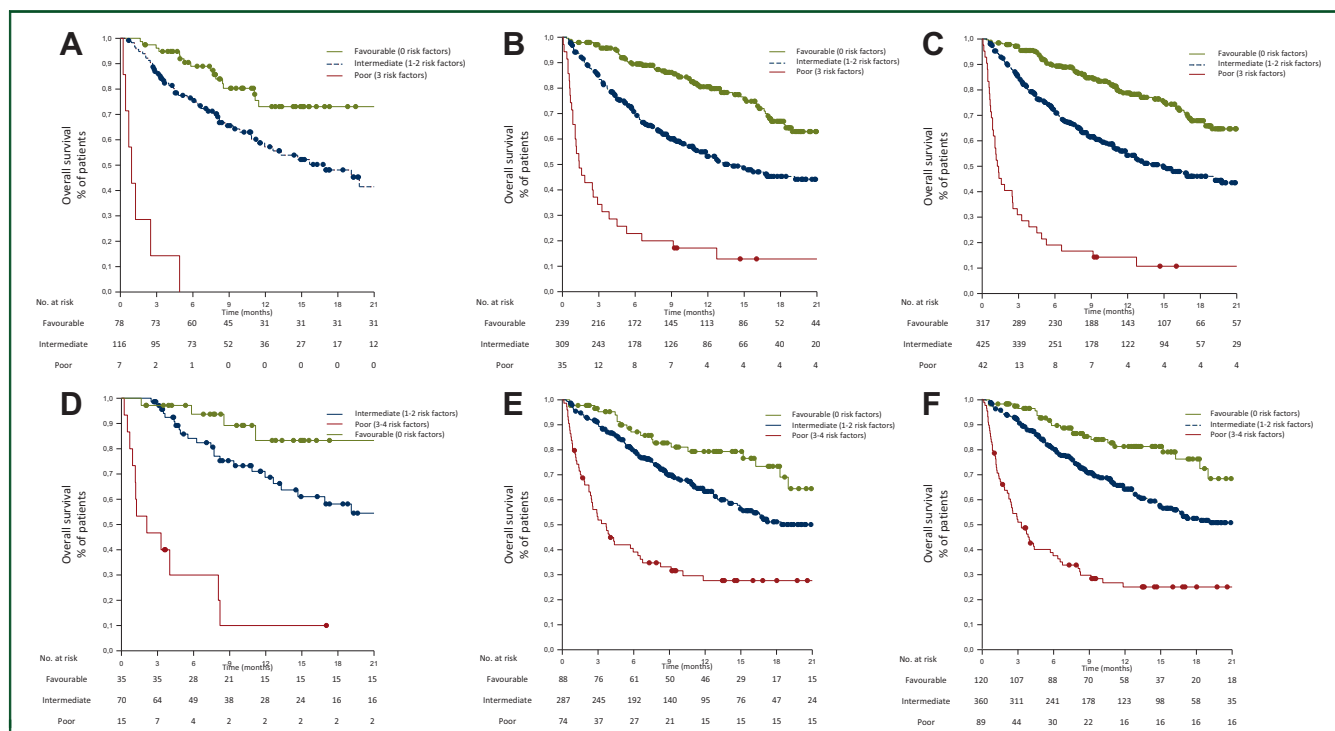 A
Favourable (0 risk factors)
Intermediate (1-2 risk factors)
Poor (3 risk factors)
Overall survival
% of patients
1,0
0,9
0,8
0,7
0,6
0,5
0,4
0,3
0,2
0,1
0,0
0 3 6 9 12 15 18 21
Time (months)
No. at risk
Favourable 78 73 60 45 31 31 31 31
Intermediate 116 95 73 52 36 27 17 12
Poor 7 2 1 0 0 0 0 0
B
Favourable (0 risk factors)
Intermediate (1-2 risk factors)
Poor (3 risk factors)
Overall survival
% of patients
1,0
0,9
0,8
0,7
0,6
0,5
0,4
0,3
0,2
0,1
0,0
0 3 6 9 12 15 18 21
Time (months)
No. at risk
Favourable 239 216 172 145 113 86 52 44
Intermediate 309 243 178 126 86 66 40 20
Poor 35 12 8 7 4 4 4 4
C
Favourable (0 risk factors)
Intermediate (1-2 risk factors)
Poor (3 risk factors)
Overall survival
% of patients
1,0
0,9
0,8
0,7
0,6
0,5
0,4
0,3
0,2
0,1
0,0
0 3 6 9 12 15 18 21
Time (months)
No. at risk
Favourable 317 289 230 188 143 107 66 57
Intermediate 425 339 251 178 122 94 57 29
Poor 42 13 8 7 4 4 4 4
D
Intermediate (1-2 risk factors)
Poor (3-4 risk factors)
Favourable (0 risk factors)
Overall survival
% of patients
1,0
0,9
0,8
0,7
0,6
0,5
0,4
0,3
0,2
0,1
0,0
0 3 6 9 12 15 18 21
Time (months)
No. at risk
Favourable 35 35 28 21 15 15 15 15
Intermediate 70 64 49 38 28 24 16 16
Poor 15 7 4 2 2 2 2 2
E
Favourable (0 risk factors)
Intermediate (1-2 risk factors)
Poor (3-4 risk factors)
Overall survival
% of patients
1,0
0,9
0,8
0,7
0,6
0,5
0,4
0,3
0,2
0,1
0,0
0 3 6 9 12 15 18 21
Time (months)
No. at risk
Favourable 88 76 61 50 46 29 17 15
Intermediate 287 245 192 140 95 76 47 24
Poor 74 37 27 21 15 15 15 15
F
Favourable (0 risk factors)
Intermediate (1-2 risk factors)
Poor (3-4 risk factors)
Overall survival
% of patients
1,0
0,9
0,8
0,7
0,6
0,5
0,4
0,3
0,2
0,1
0,0
0 3 6 9 12 15 18 21
Time (months)
No. at risk
Favourable 120 107 88 70 58 37 20 18
Intermediate 360 311 241 178 123 98 58 35
Poor 89 44 30 22 16 16 16 16